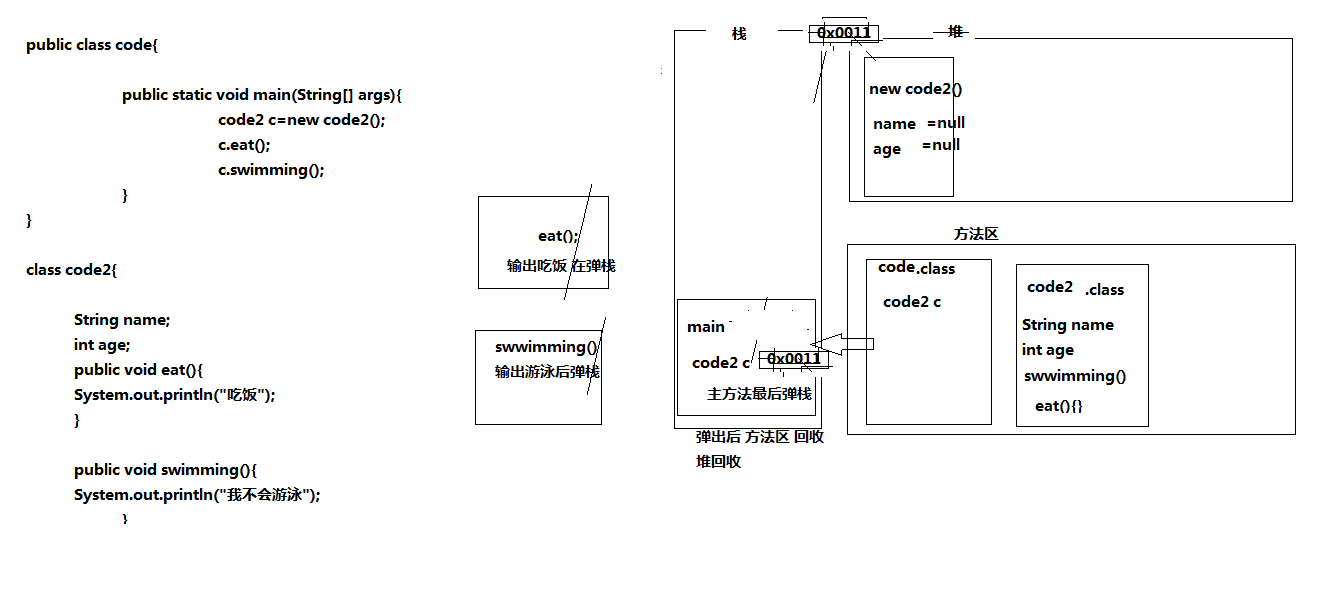 public class code{
public static void main(String[] args){
code2 c=new code2();
c.eat();
c.swimming();
}
}
class code2{
String name;
int age;
public void eat(){
System.out.println("吃饭");
}
public void swimming(){
System.out.println("我不会游泳");
}
eat();
输出吃饭 在弹栈
swwimming()
输出游泳后弹栈
栈
main
code2 c
0x0011
主方法最后弹栈
弹出后 方法区 回收
堆回收
0x0011
堆
new code2()
name =null
age =null
方法区
code.class
code2 c
code2 .class
String name
int age
swwimming()
eat(){}